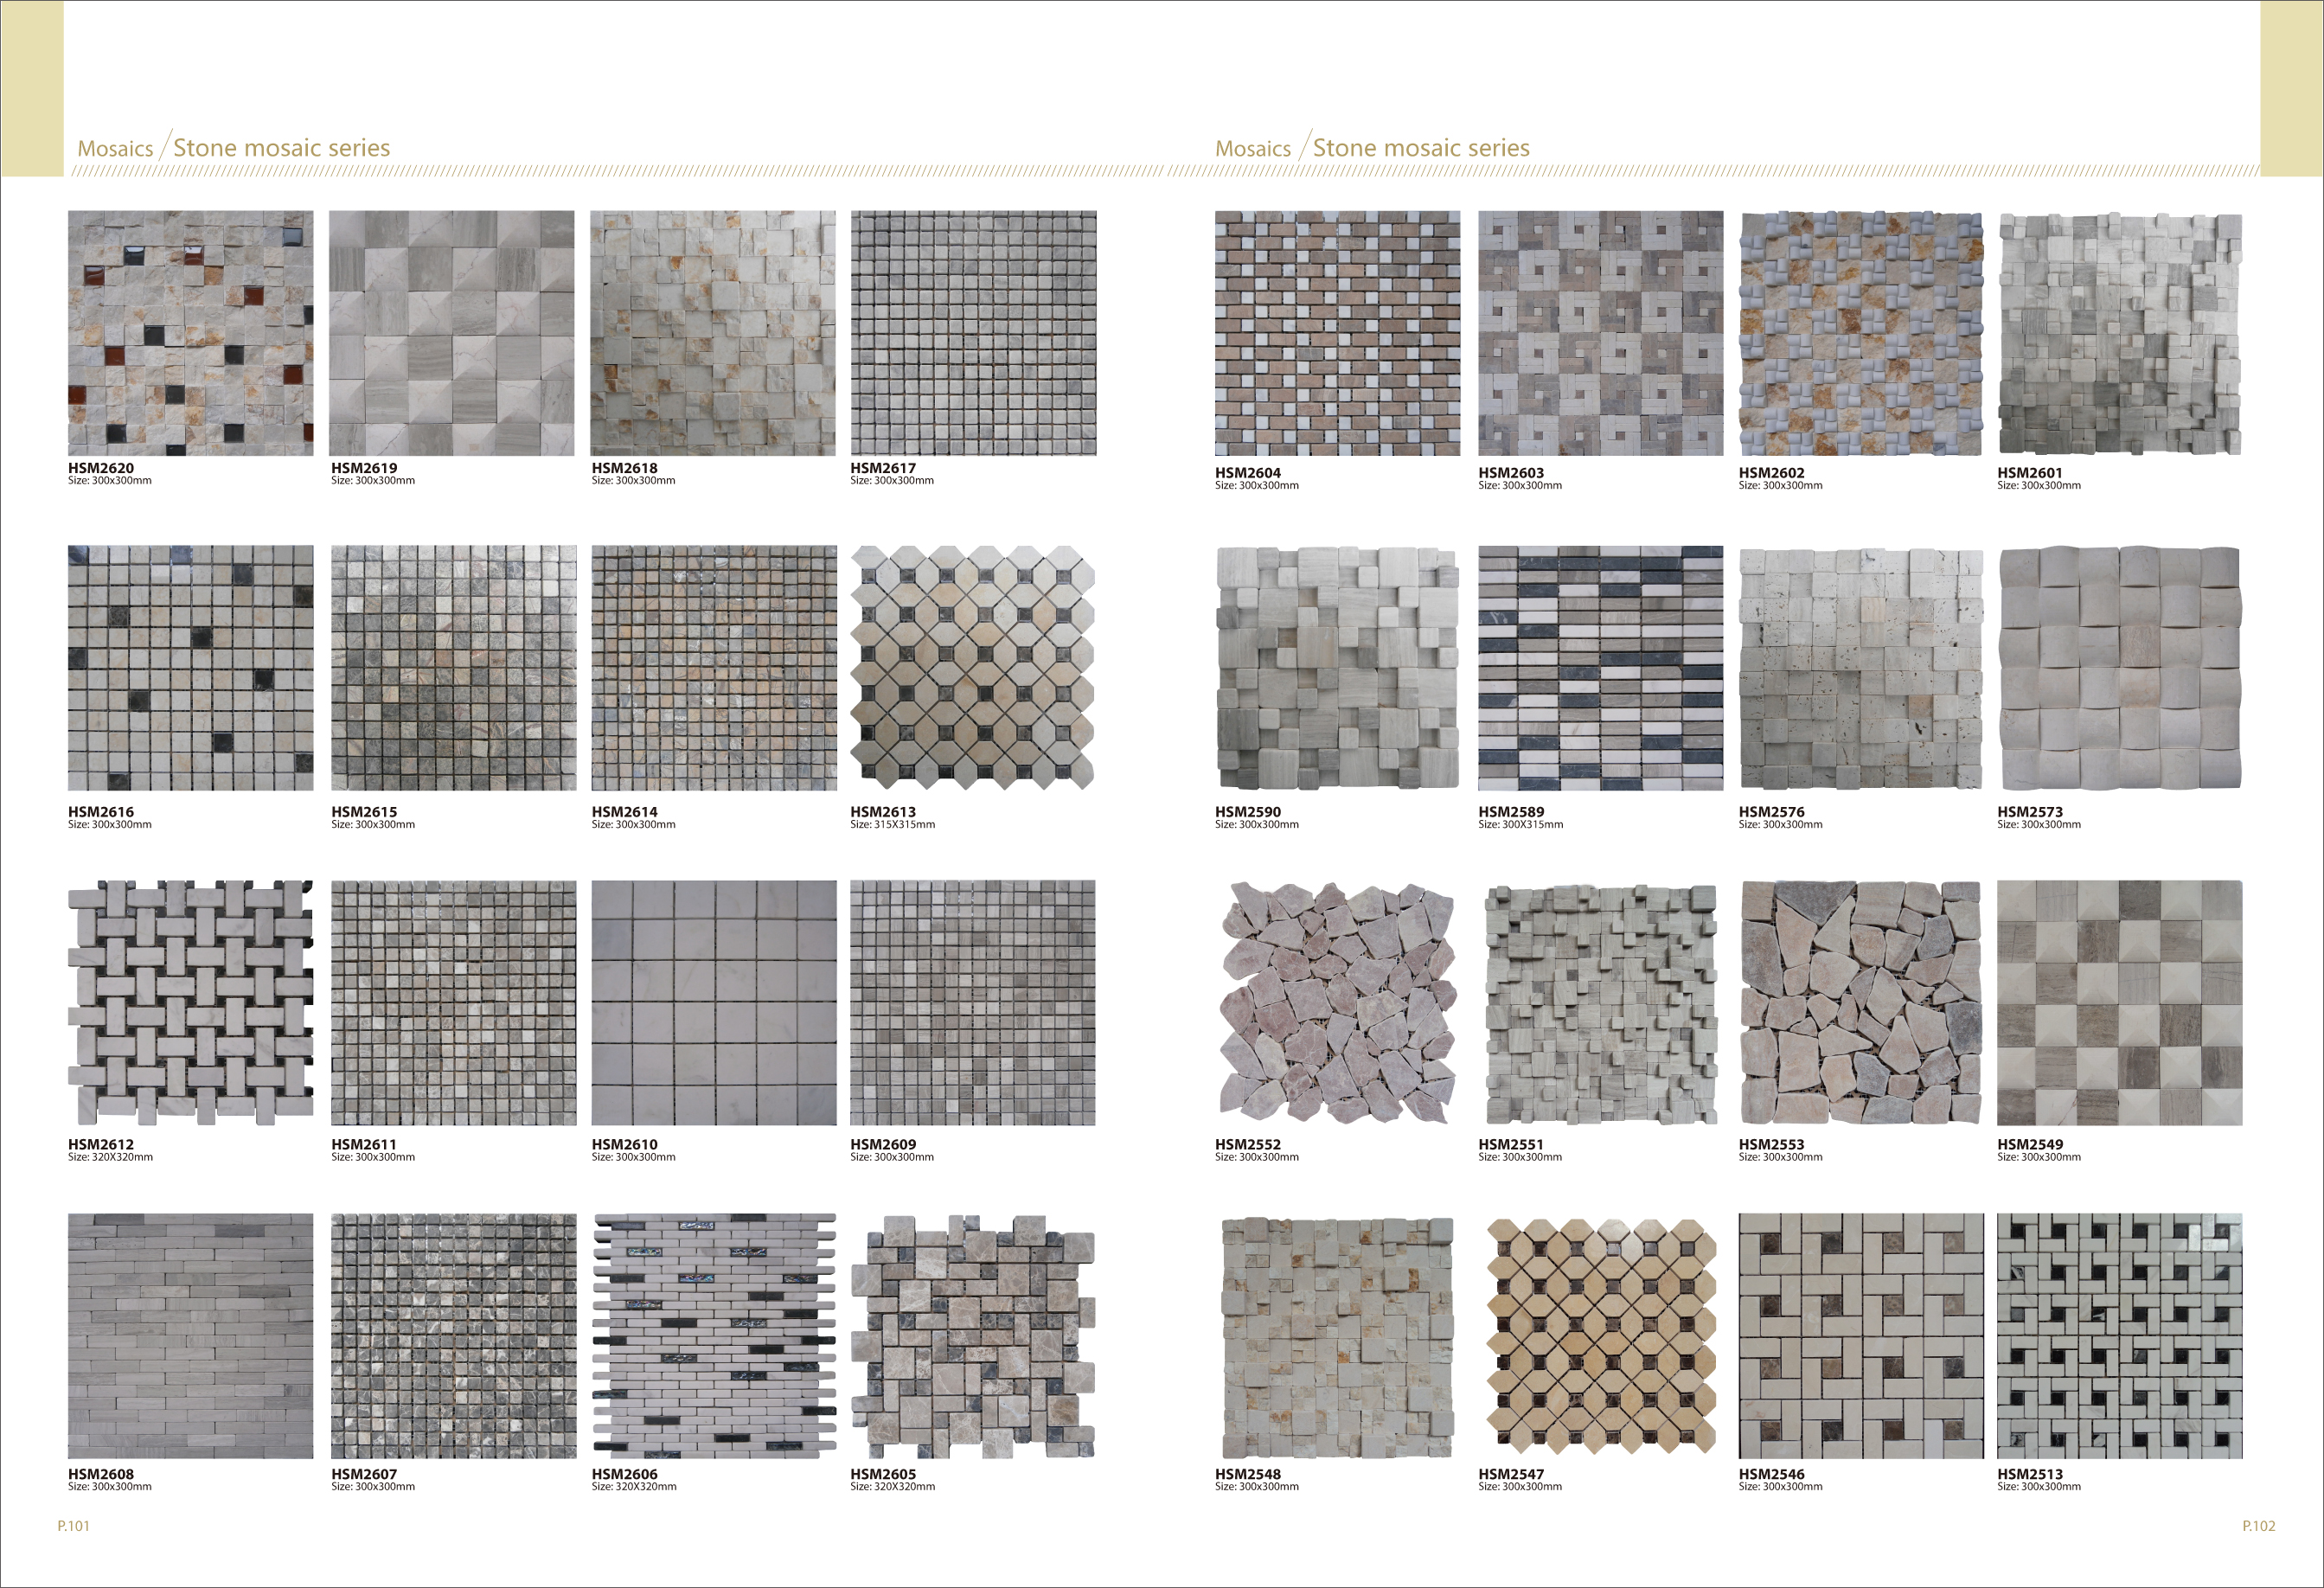 Mosaics / Stone mosaic series
HSM2620
Size: 300x300mm
HSM2619
Size: 300x300mm
HSM2618
Size: 300x300mm
HSM2617
Size: 300x300mm
HSM2616
Size: 300x300mm
HSM2615
Size: 300x300mm
HSM2614
Size: 300x300mm
HSM2613
Size: 315X315mm
HSM2612
Size: 320X320mm
HSM2611
Size: 300x300mm
HSM2610
Size: 300x300mm
HSM2609
Size: 300x300mm
HSM2608
Size: 300x300mm
HSM2607
Size: 300x300mm
HSM2606
Size: 320X320mm
HSM2605
Size: 320X320mm
P.101
Mosaics / Stone mosaic series
HSM2604
Size: 300x300mm
HSM2603
Size: 300x300mm
HSM2602
Size: 300x300mm
HSM2601
Size: 300x300mm
HSM2590
Size: 300x300mm
HSM2589
Size: 300X315mm
HSM2576
Size: 300x300mm
HSM2573
Size: 300x300mm
HSM2552
Size: 300x300mm
HSM2551
Size: 300x300mm
HSM2553
Size: 300x300mm
HSM2549
Size: 300x300mm
HSM2548
Size: 300x300mm
HSM2547
Size: 300x300mm
HSM2546
Size: 300x300mm
HSM2513
Size: 300x300mm
P.102